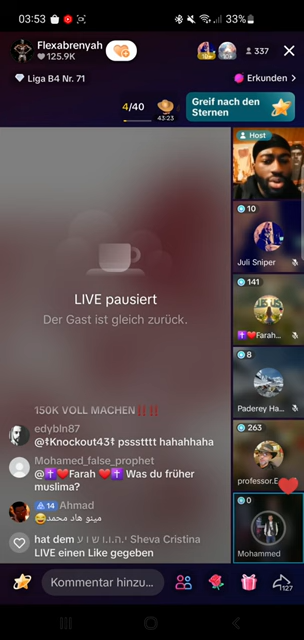 03:53
33%
Flexabrenyah
125.9K
337
Liga B4 Nr. 71
Erkunden >
4/40
43:23
Greif nach den
Sternen
Host
10
Juli Sniper
141
✝️❤️Farah...
8
Paderey Ha...
263
professor.E
0
Mohammed
LIVE pausiert
Der Gast ist gleich zurück.
150K VOLL MACHEN ‼️‼️
edybln87
@☨Knockout43☨ pssstttt hahahhaha
Mohamed_false_prophet
@✝️❤️Farah ❤️✝️ Was du früher
muslima?
14 Ahmad
مينو هاد محمد😂
hat dem י.ה.ו.ו ש ו ע Sheva Cristina
LIVE einen Like gegeben
Kommentar hinzu...
127